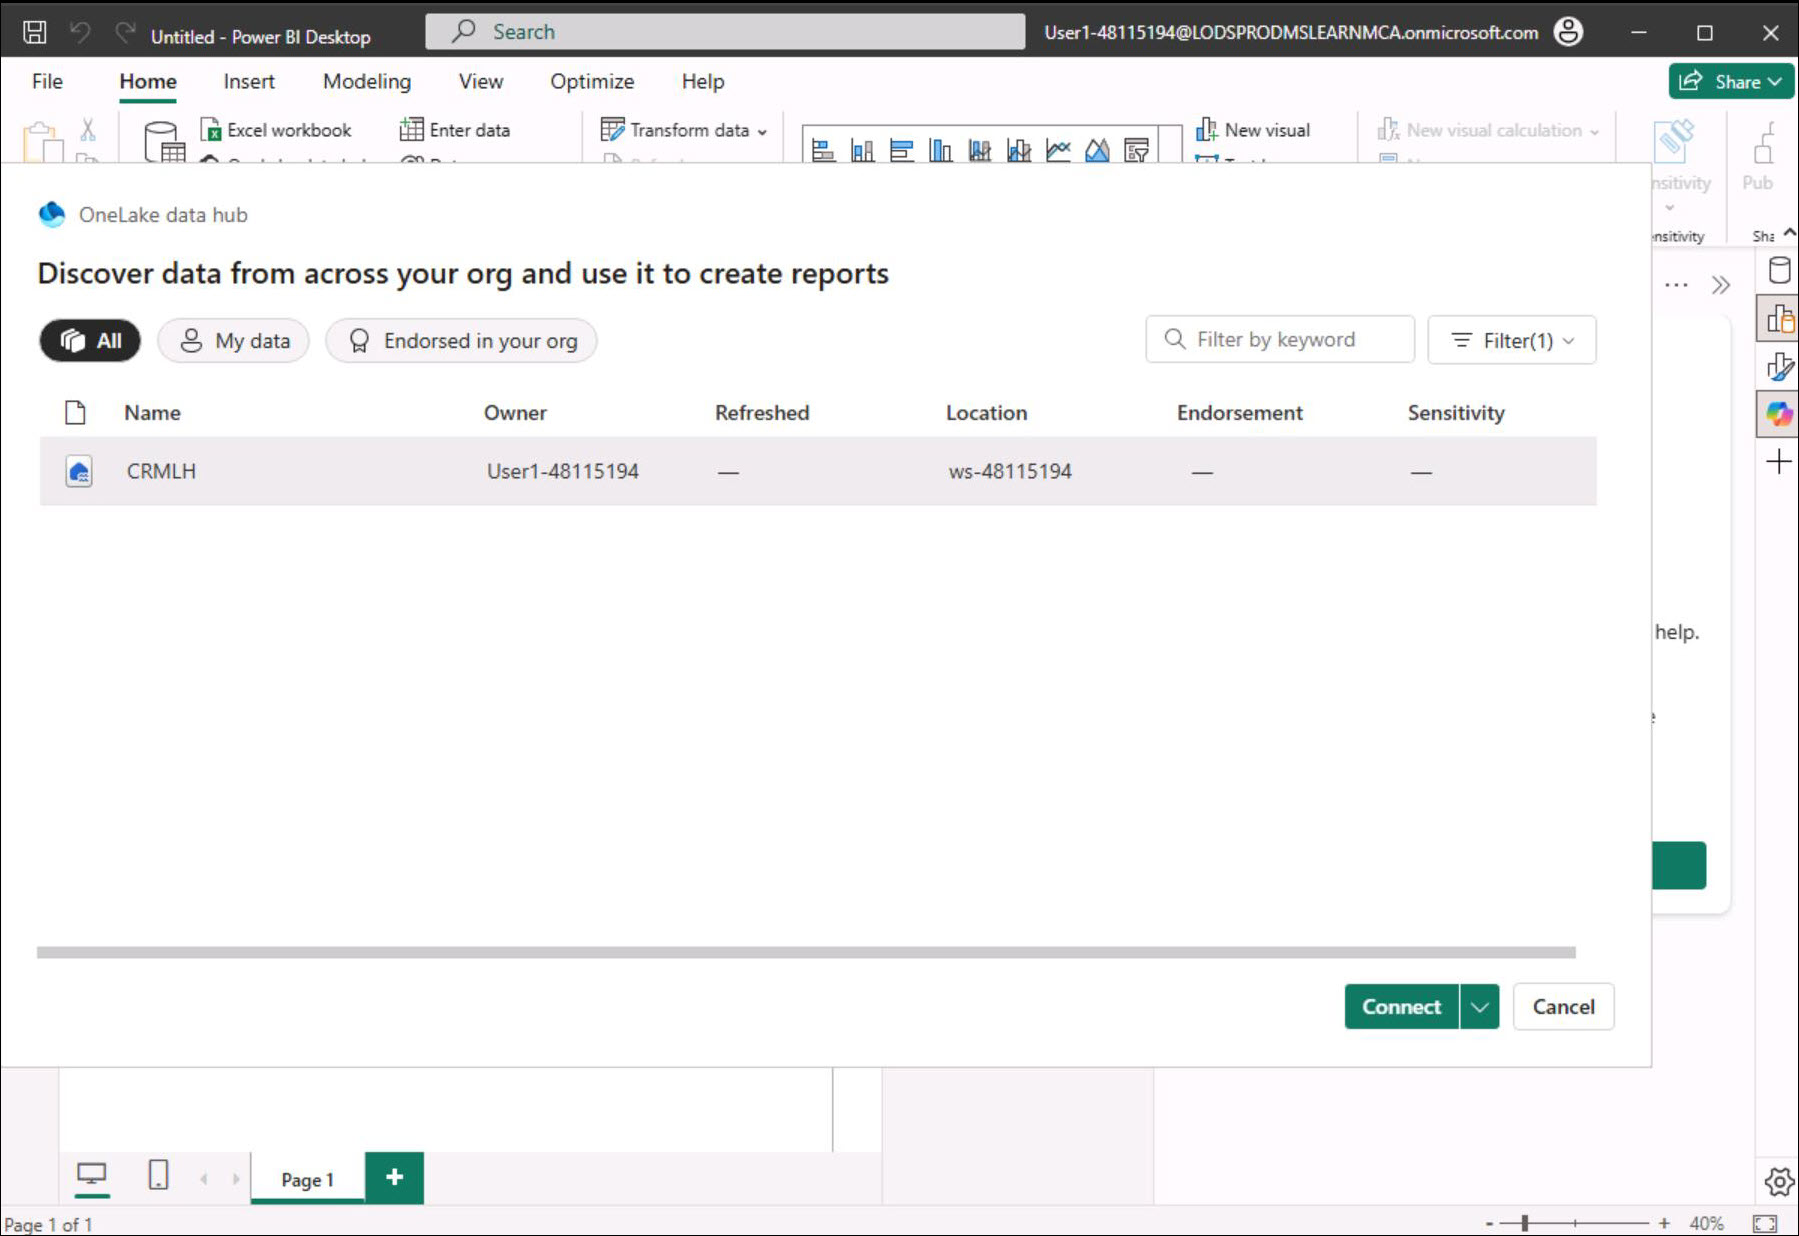 Untitled - Power BI Desktop
Search
User1-48115194@LODSPRODMSLEARNMCA.onmicrosoft.com
File
Home
Insert
Modeling
View
Optimize
Help
Share
Excel workbook
Enter data
Transform data
New visual
New visual calculation
nsitivity
Pub
nsitivity
Sha
OneLake data hub
Discover data from across your org and use it to create reports
All
My data
Endorsed in your org
Filter by keyword
Filter(1)
Name Owner Refreshed Location Endorsement Sensitivity
CRMLH User1-48115194 — ws-48115194 — —
help.
Connect
Cancel
Page 1
Page 1 of 1
- + 40%